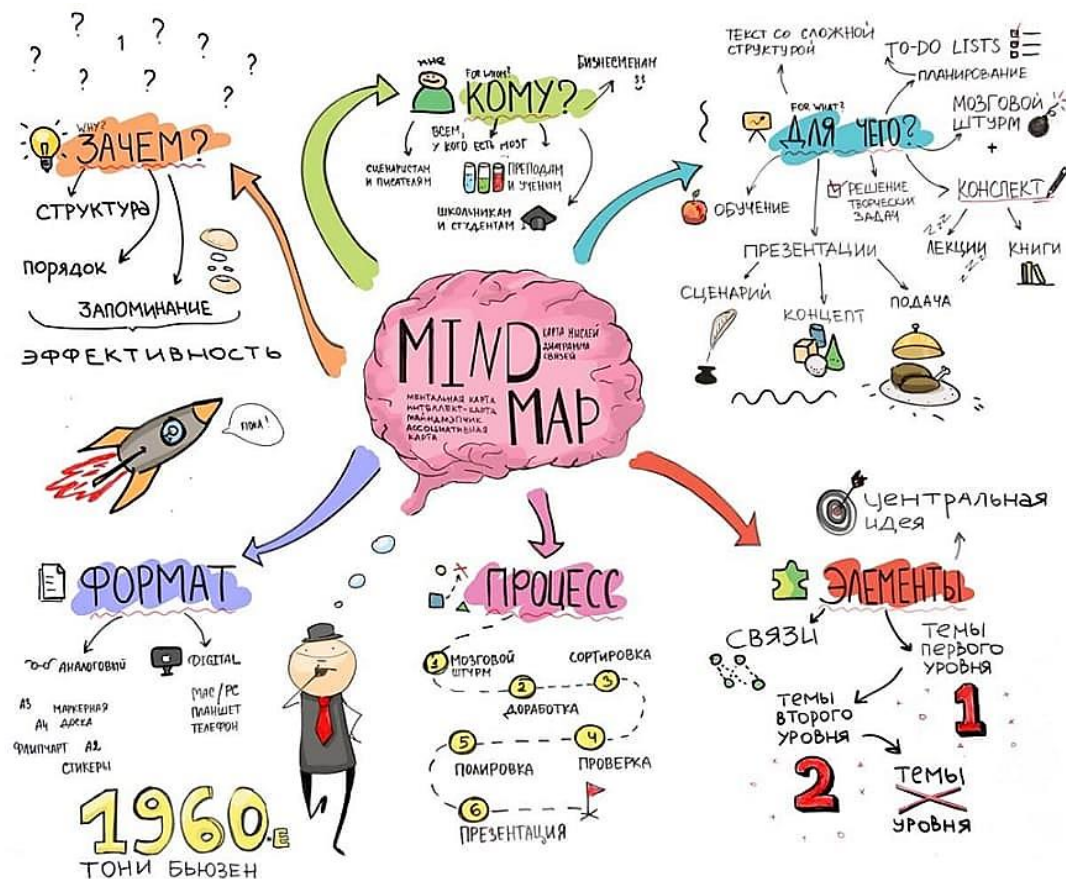 ? ? 1 ? ? ? ? ? ? ?
WHY?
ЗАЧЕМ?
СТРУКТУРА
ПОРЯДОК
ЗАПОМИНАНИЕ
ЭФФЕКТИВНОСТЬ
ПОКА!
МНЕ
FOR WHOM?
КОМУ?
БИЗНЕСМЕНАМ
ВСЕМ,
У КОГО ЕСТЬ МОЗГ
СЦЕНАРИСТАМ
И ПИСАТЕЛЯМ
ПРЕПОДАМ
И УЧЕНЫМ
ШКОЛЬНИКАМ
И СТУДЕНТАМ
ТЕКСТ СО СЛОЖНОЙ
СТРУКТУРОЙ
TO-DO LISTS
ПЛАНИРОВАНИЕ
FOR WHAT?
ДЛЯ ЧЕГО?
МОЗГОВОЙ
ШТУРМ
+
КОНСПЕКТ
ЛЕКЦИИ
КНИГИ
ОБУЧЕНИЕ
РЕШЕНИЕ
ТВОРЧЕСКИХ
ЗАДАЧ
ПРЕЗЕНТАЦИИ
СЦЕНАРИЙ
КОНЦЕПТ
ПОДАЧА
MIND
MAP
КАРТА МЫСЛЕЙ
ДИАГРАММА
СВЯЗЕЙ
МЕНТАЛЬНАЯ КАРТА
ИНТЕЛЛЕКТ-КАРТА
МАЙНДМЭПЧИК
АССОЦИАТИВНАЯ
КАРТА
ФОРМАТ
АНАЛОГОВЫЙ
DIGITAL
А3
МАРКЕРНАЯ
ДОСКА
А4
ФЛИПЧАРТ
А2
СТИКЕРЫ
MAC/PC
ПЛАНШЕТ
ТЕЛЕФОН
1960.Е
ТОНИ БЬЮЗЕН
ПРОЦЕСС
1 МОЗГОВОЙ
ШТУРМ
2
ДОРАБОТКА
СОРТИРОВКА
3
4
ПРОВЕРКА
5
ПОЛИРОВКА
6
ПРЕЗЕНТАЦИЯ
ЦЕНТРАЛЬНАЯ
ИДЕЯ
ЭЛЕМЕНТЫ
СВЯЗИ
ТЕМЫ
ПЕРВОГО
УРОВНЯ
1
ТЕМЫ
ВТОРОГО
УРОВНЯ
2
ТЕМЫ
X
УРОВНЯ